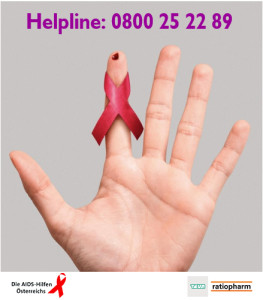 Helpline: 0800 25 22 89
Die AIDS-Hilfen
Österreichs
ratiopharm